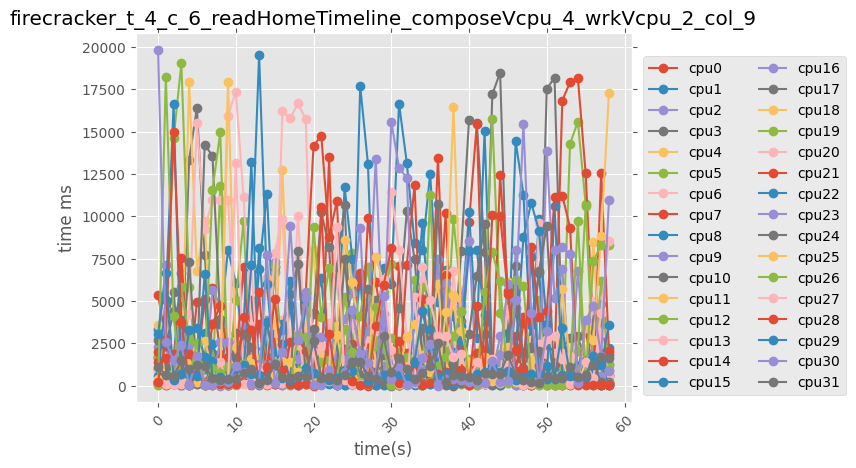 firecracker_t_4_c_6_readHomeTimeline_composeVcpu_4_wrkVcpu_2_col_9
time ms
20000
17500
15000
12500
10000
7500
5000
2500
0
0 10 20 30 40 50 60
time(s)
cpu0 cpu16
cpu1 cpu17
cpu2 cpu18
cpu3 cpu19
cpu4 cpu20
cpu5 cpu21
cpu6 cpu22
cpu7 cpu23
cpu8 cpu24
cpu9 cpu25
cpu10 cpu26
cpu11 cpu27
cpu12 cpu28
cpu13 cpu29
cpu14 cpu30
cpu15 cpu31